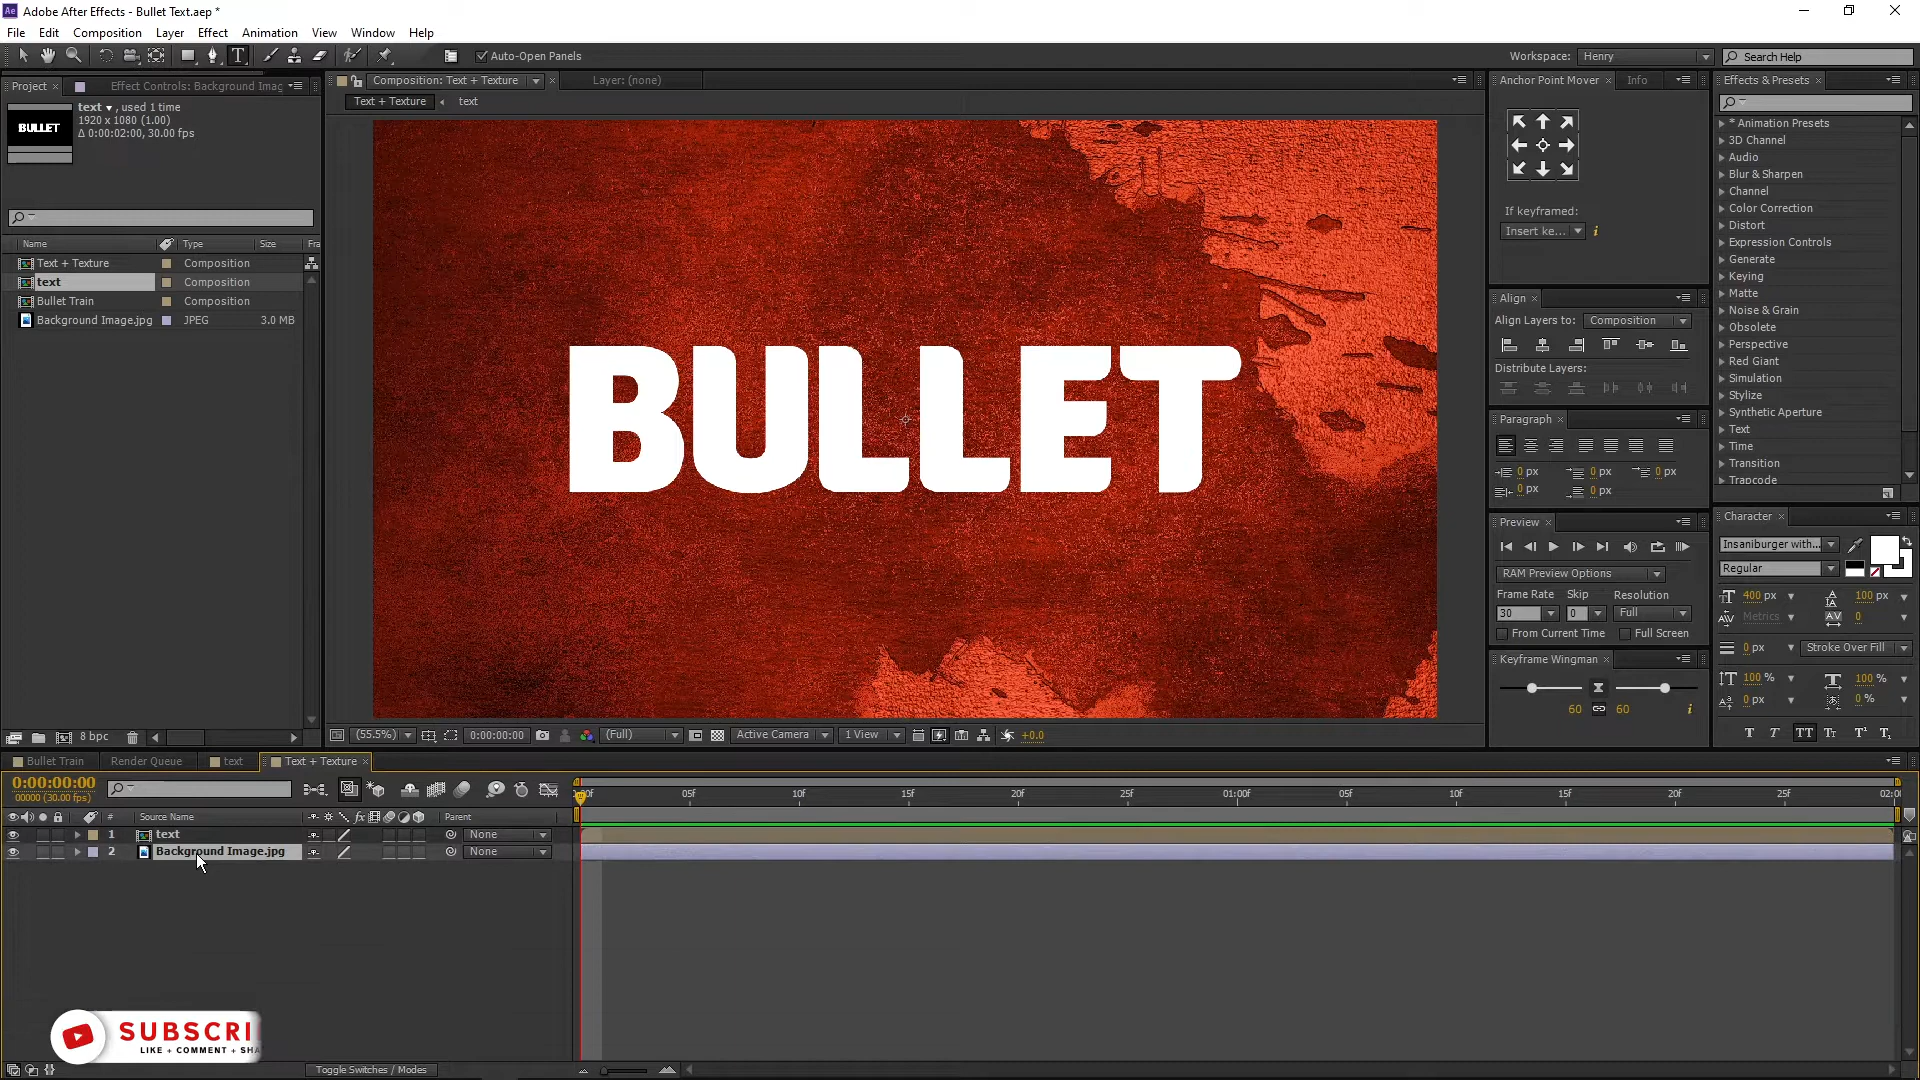 Adobe After Effects - Bullet Text.aep *
File Edit Composition Layer Effect Animation View Window Help
Auto-Open Panels
Workspace: Henry
Search Help
Project
Effect Controls: Background Imag
text , used 1 time
1920 x 1080 (1.00)
Δ 0:00:02:00, 30.00 fps
BULLET
Name Type Size Fra
Text + Texture Composition
text Composition
Bullet Train Composition
Background Image.jpg JPEG 3.0 MB
8 bpc
Composition: Text + Texture
Layer: (none)
Text + Texture text
BULLET
(55.5%) 0:00:00:00 (Full) Active Camera 1 View +0.0
Anchor Point Mover Info
If keyframed:
Insert ke...
Align
Align Layers to: Composition
Distribute Layers:
Paragraph
0 px 0 px 0 px
0 px 0 px
Preview
RAM Preview Options
Frame Rate Skip Resolution
30 0 Full
From Current Time Full Screen
Keyframe Wingman
60 60
Effects & Presets
* Animation Presets
3D Channel
Audio
Blur & Sharpen
Channel
Color Correction
Distort
Expression Controls
Generate
Keying
Matte
Noise & Grain
Obsolete
Perspective
Red Giant
Simulation
Stylize
Synthetic Aperture
Text
Time
Transition
Trapcode
Character
Insaniburger with...
Regular
400 px 100 px
Metrics 0
0 px Stroke Over Fill
100 % 100 %
0 px 0 %
Bullet Train Render Queue text Text + Texture
0:00:00:00
00000 (30.00 fps)
# Source Name Parent
1 text None
2 Background Image.jpg None
05f 10f 15f 20f 25f 01:00f 05f 10f 15f 20f 25f 02:00
SUBSCRI
LIKE + COMMENT + SHA
Toggle Switches / Modes